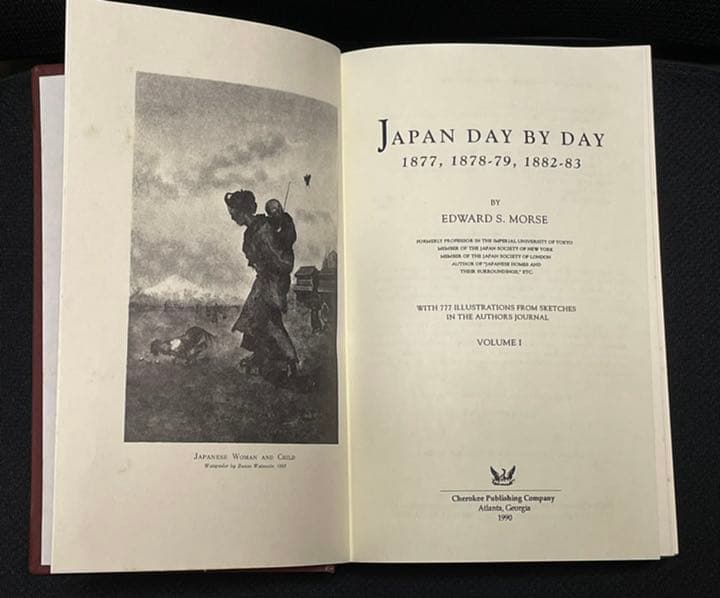 JAPANESE WOMAN AND CHILD
Watercolor by
JAPAN DAY BY DAY
1877, 1878-79, 1882-83
BY
EDWARD S. MORSE
FORMERLY PROFESSOR IN THE IMPERIAL UNIVERSITY OF TOKYO
MEMBER OF THE JAPAN SOCIETY OF NEW YORK
MEMBER OF THE JAPAN SOCIETY OF LONDON
AUTHOR OF "JAPANESE HOMES AND
THEIR SURROUNDINGS," ETC.
WITH 777 ILLUSTRATIONS FROM SKETCHES
IN THE AUTHORS JOURNAL
VOLUME I
Cherokee Publishing Company
Atlanta, Georgia
1990